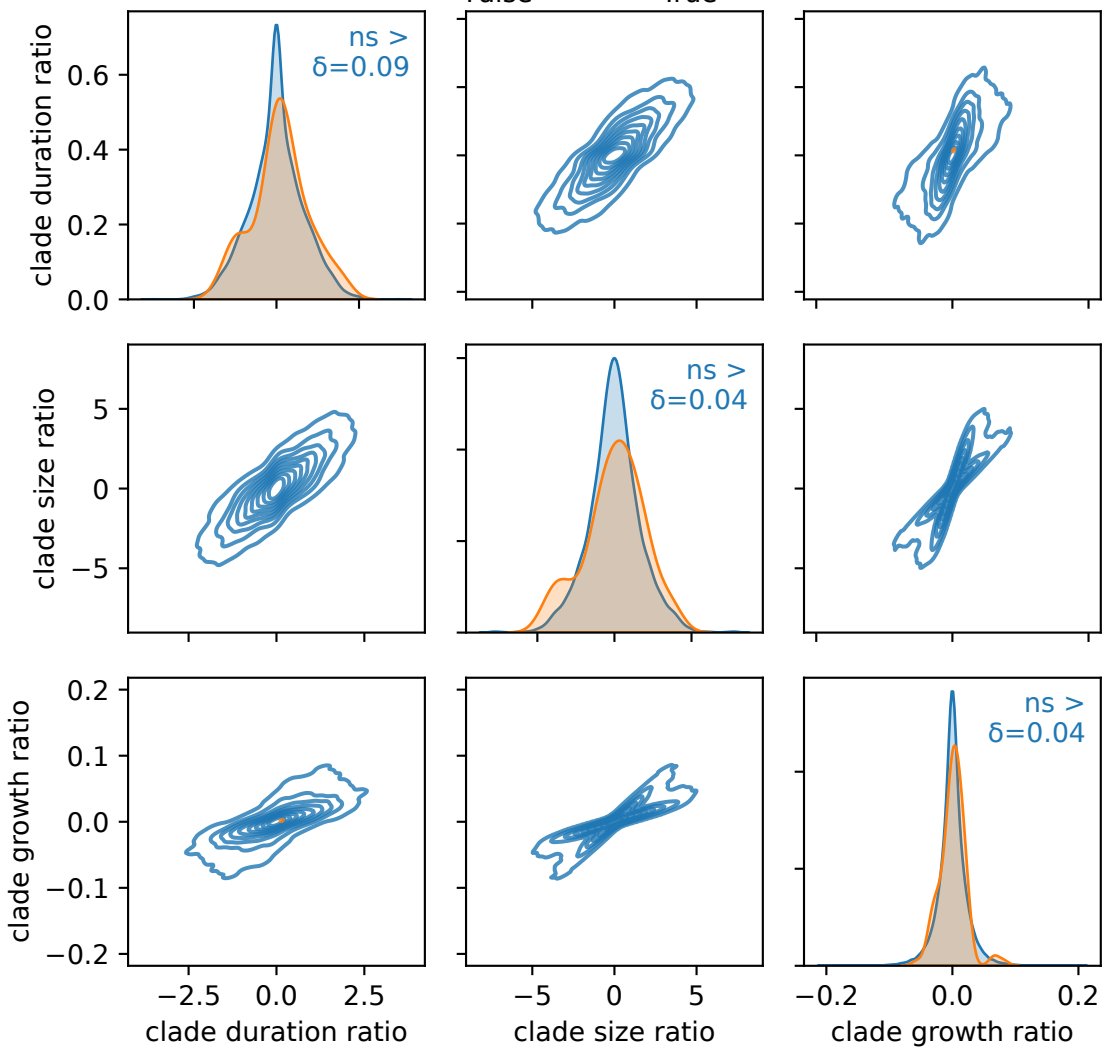 clade duration ratio
0.6
0.4
0.2
0.0
ns >
δ=0.09
clade size ratio
5
0
−5
ns >
δ=0.04
clade growth ratio
0.2
0.1
0.0
−0.1
−0.2
ns >
δ=0.04
−2.5 0.0 2.5
clade duration ratio
−5 0 5
clade size ratio
−0.2 0.0 0.2
clade growth ratio